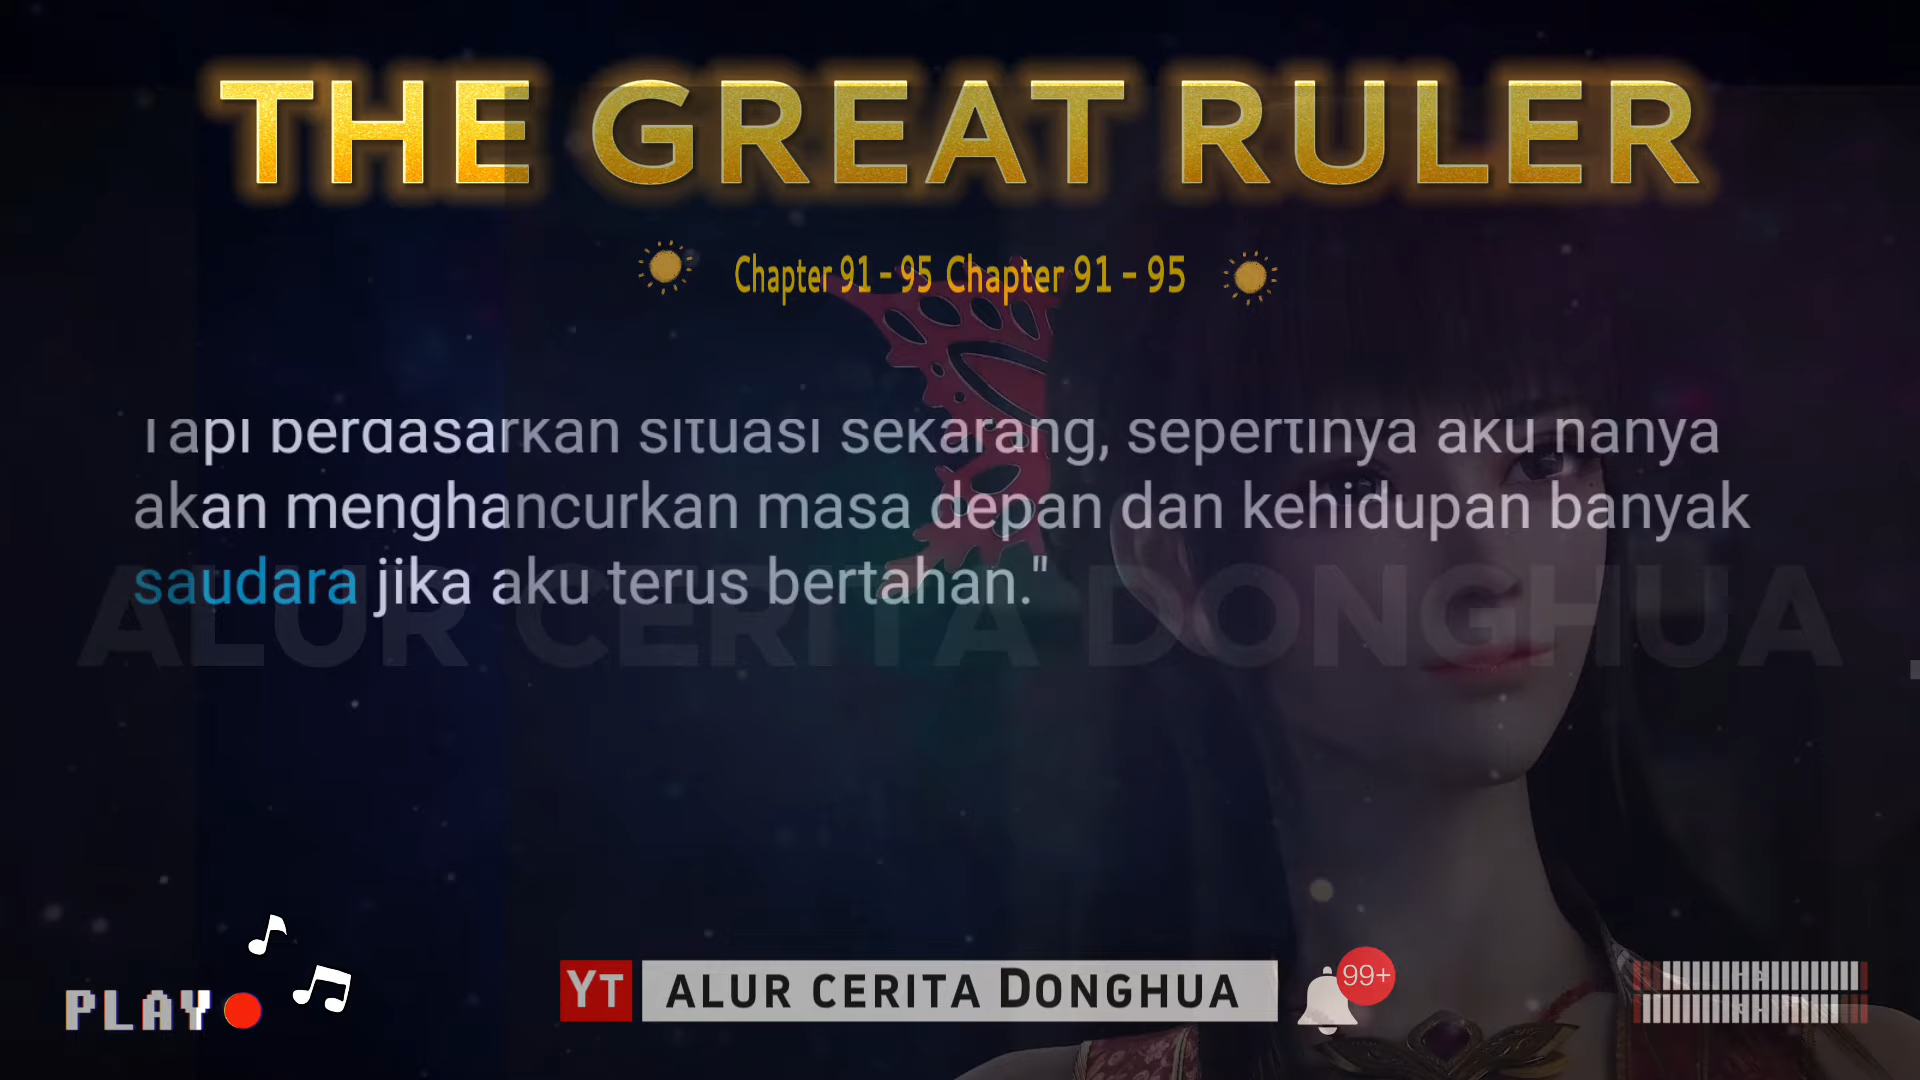 THE GREAT RULER
Chapter 91 - 95 Chapter 91 - 95
Tapi berdasarkan situasi sekarang, sepertinya aku hanya
akan menghancurkan masa depan dan kehidupan banyak
saudara jika aku terus bertahan."
ALUR CERITA DONGHUA
PLAY
YT ALUR CERITA DONGHUA
99+